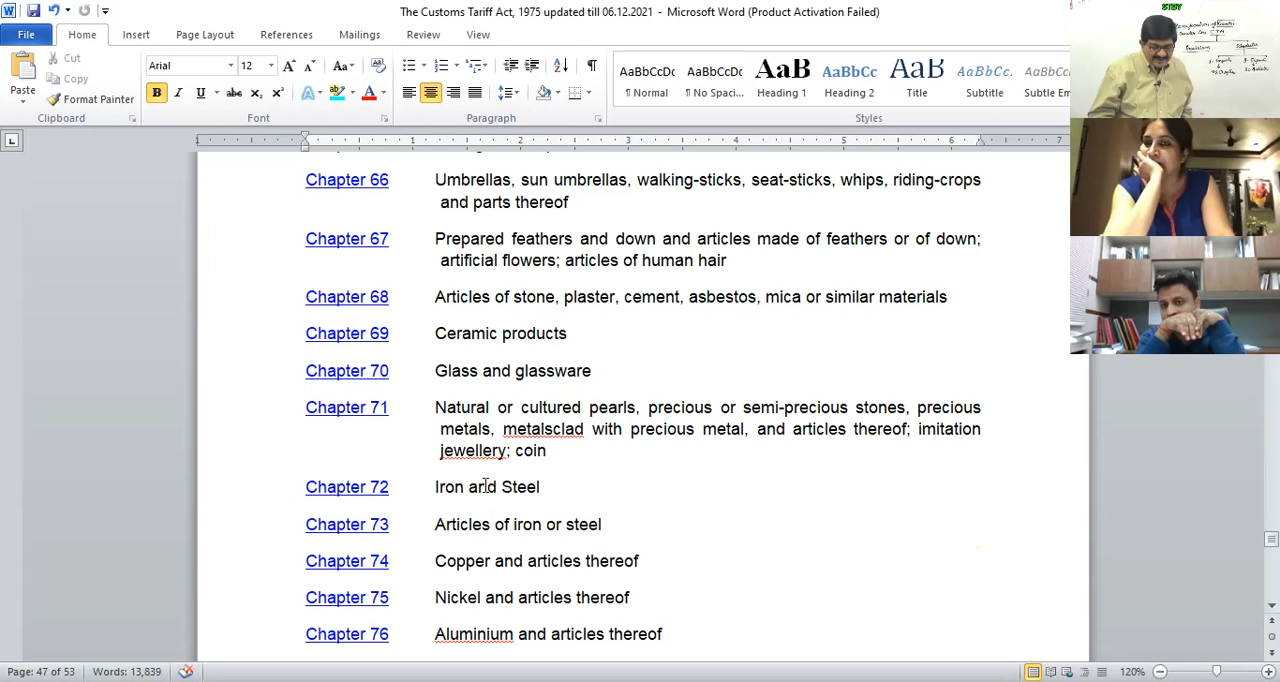 The Customs Tariff Act, 1975 updated till 06.12.2021 - Microsoft Word (Product Activation Failed)
File Home Insert Page Layout References Mailings Review View
Cut
Copy
Format Painter
Paste
Clipboard
Arial 12
Font
Paragraph
AaBbCcDc AaBbCcDc AaB AaBbCc AaB AaBbCcDc AaBbCcDc
¶ Normal ¶ No Spaci... Heading 1 Heading 2 Title Subtitle Subtle Em
Styles
Chapter 66 Umbrellas, sun umbrellas, walking-sticks, seat-sticks, whips, riding-crops
and parts thereof
Chapter 67 Prepared feathers and down and articles made of feathers or of down;
artificial flowers; articles of human hair
Chapter 68 Articles of stone, plaster, cement, asbestos, mica or similar materials
Chapter 69 Ceramic products
Chapter 70 Glass and glassware
Chapter 71 Natural or cultured pearls, precious or semi-precious stones, precious
metals, metalsclad with precious metal, and articles thereof; imitation
jewellery; coin
Chapter 72 Iron and Steel
Chapter 73 Articles of iron or steel
Chapter 74 Copper and articles thereof
Chapter 75 Nickel and articles thereof
Chapter 76 Aluminium and articles thereof
Page: 47 of 53 Words: 13,839 120%
STUDY